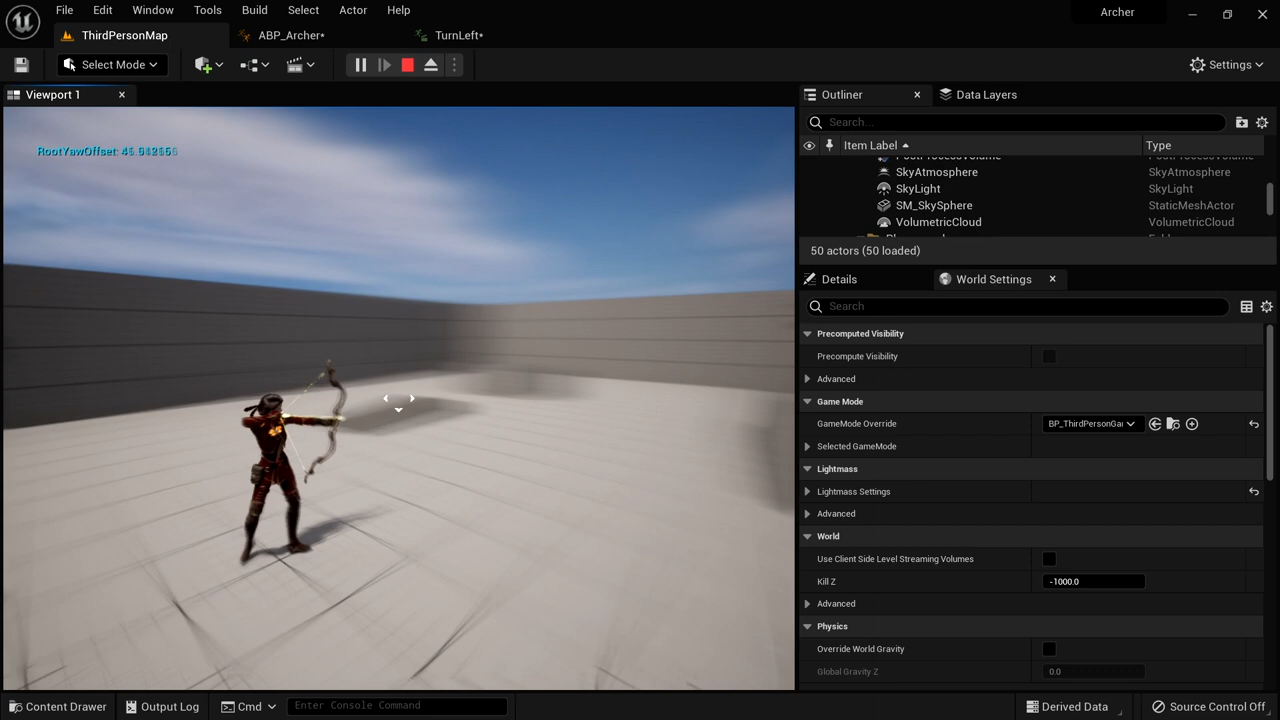 File Edit Window Tools Build Select Actor Help
Archer
ThirdPersonMap ABP_Archer* TurnLeft*
Select Mode
Settings
Viewport 1
Outliner
Data Layers
RootYawOffset:
Search...
Item Label Type
SkyAtmosphere SkyAtmosphere
SkyLight SkyLight
SM_SkySphere StaticMeshActor
VolumetricCloud VolumetricCloud
50 actors (50 loaded)
Details
World Settings
Search
Precomputed Visibility
Precompute Visibility
Advanced
Game Mode
GameMode Override BP_ThirdPersonGa
Selected GameMode
Lightmass
Lightmass Settings
Advanced
World
Use Client Side Level Streaming Volumes
Kill Z -1000.0
Advanced
Physics
Override World Gravity
Global Gravity Z 0.0
Content Drawer Output Log Cmd Enter Console Command Derived Data Source Control Off